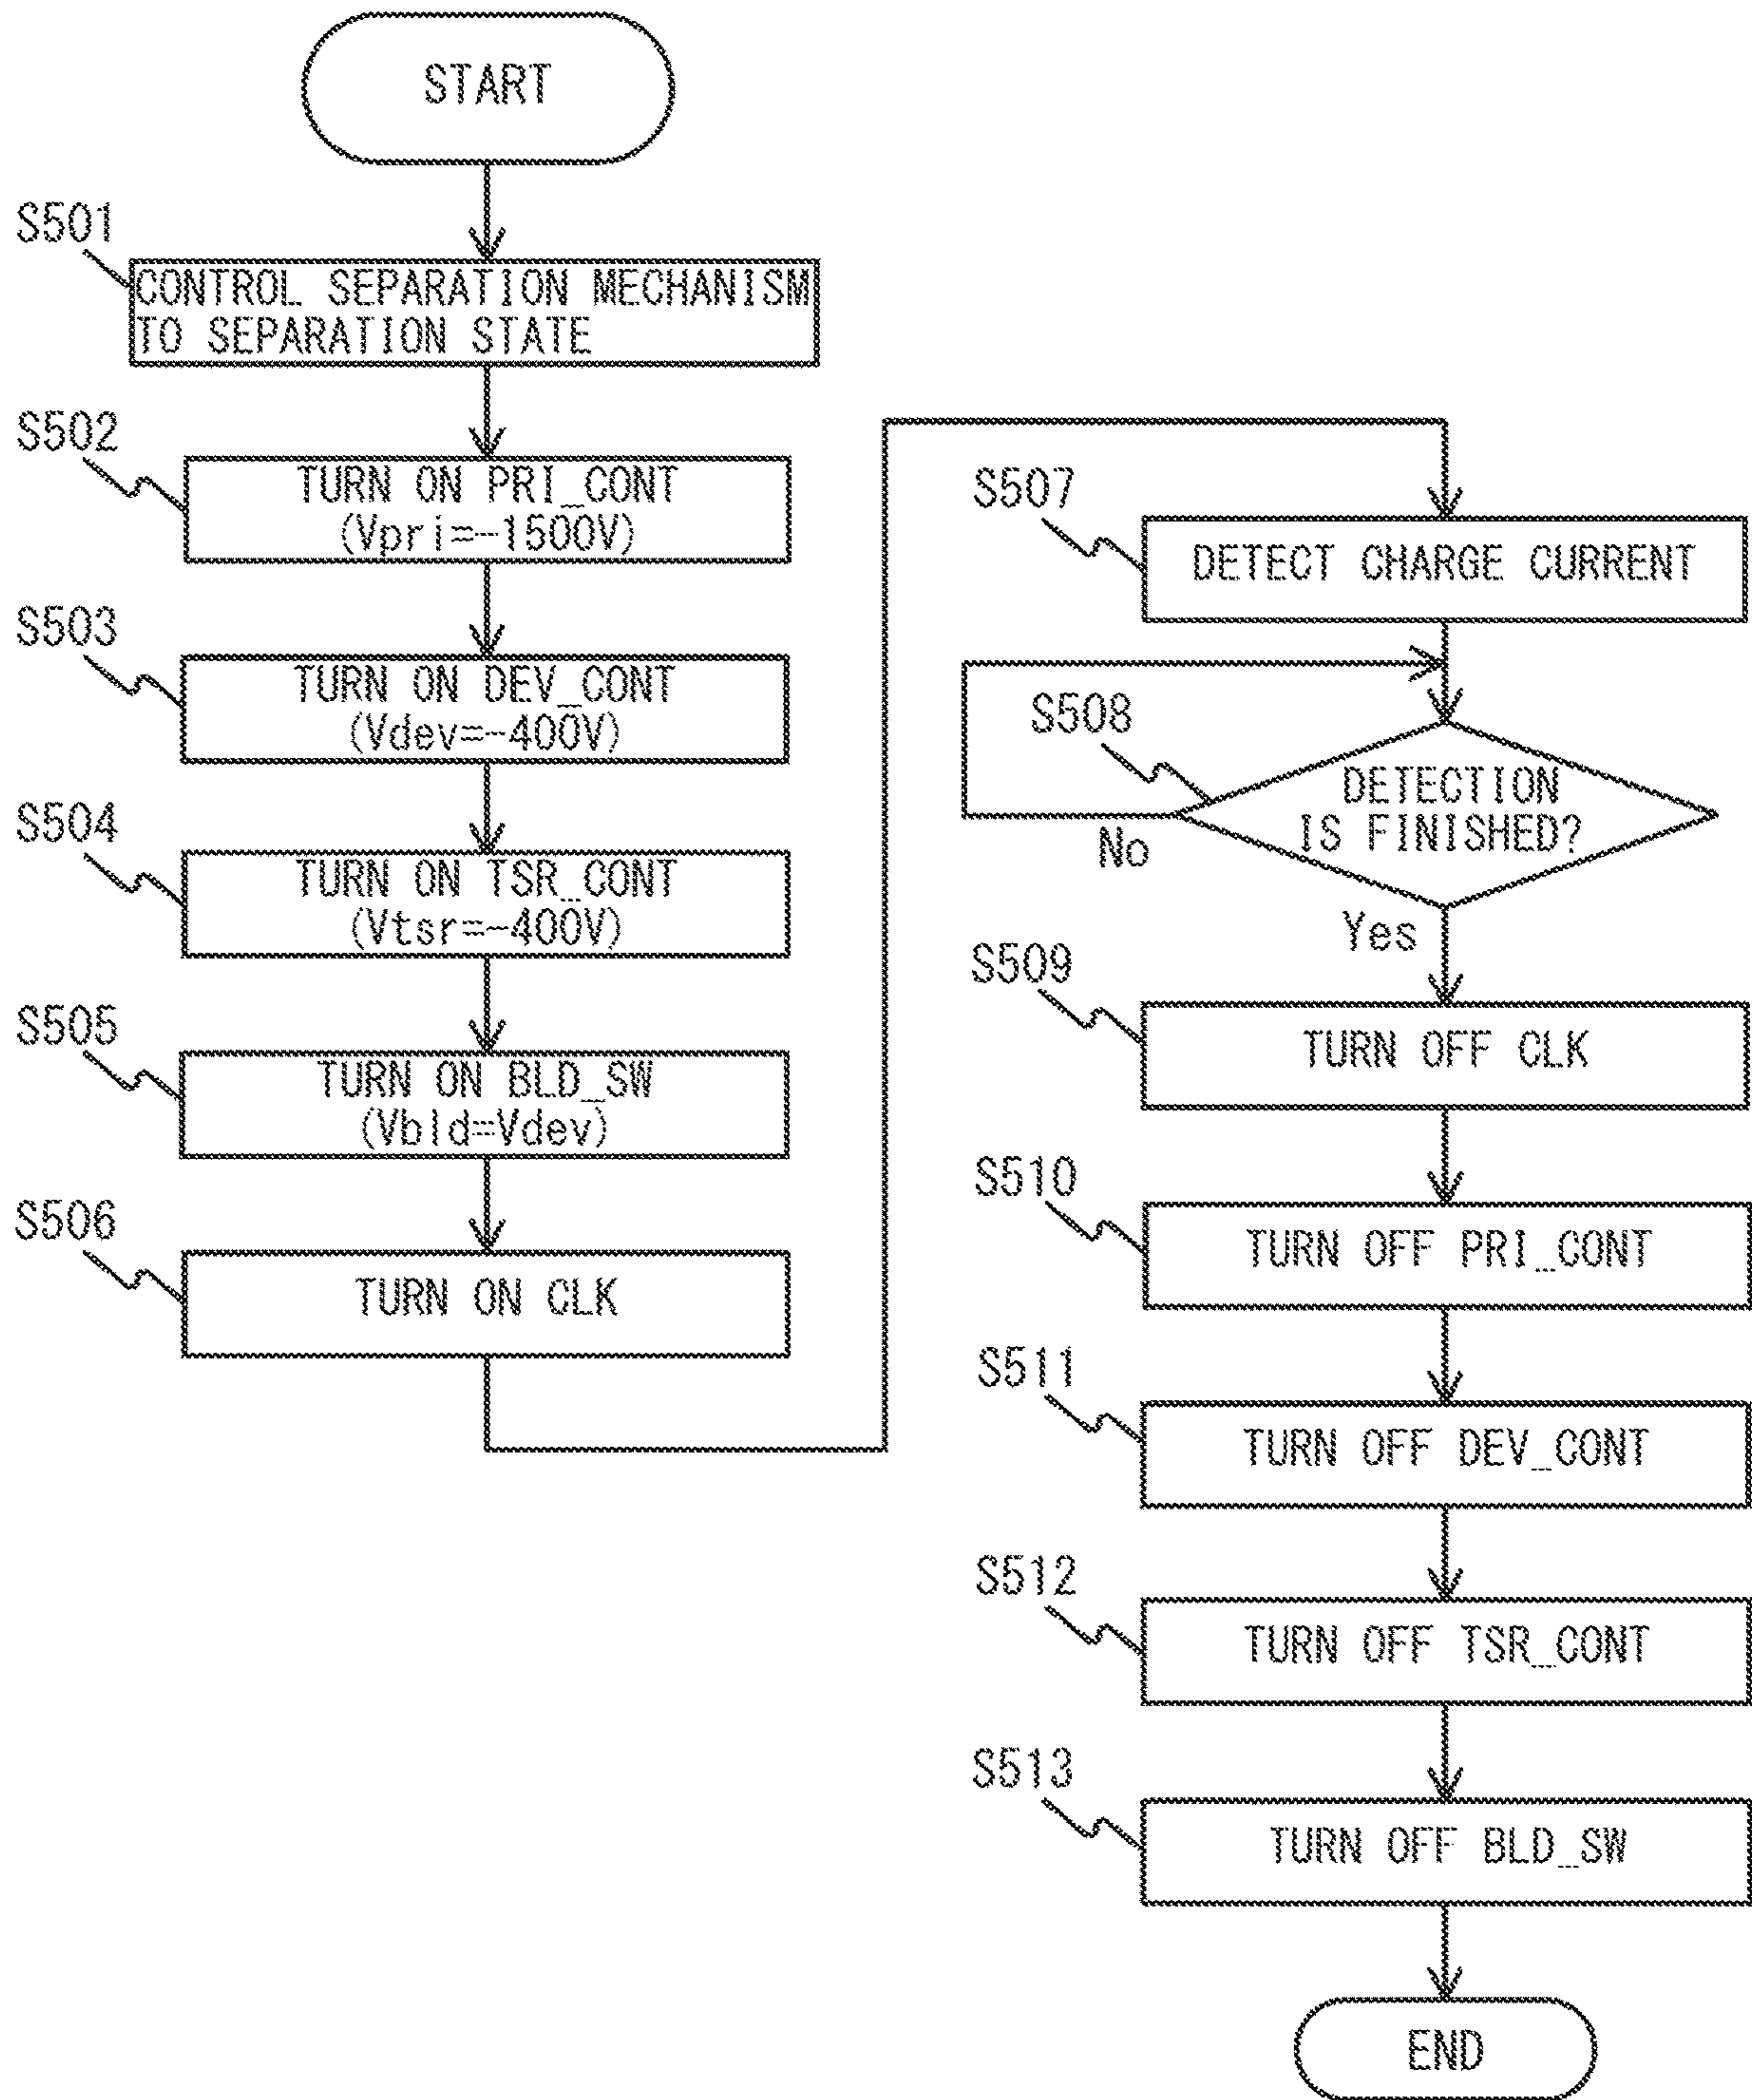 START
S501
CONTROL SEPARATION MECHANISM
TO SEPARATION STATE
S502
TURN ON PRI_CONT
(Vpri=-1500V)
S503
TURN ON DEV_CONT
(Vdev=-400V)
S504
TURN ON TSR_CONT
(Vtsr=-400V)
S505
TURN ON BLD_SW
(Vbld=Vdev)
S506
TURN ON CLK
S507
DETECT CHARGE CURRENT
S508
DETECTION
IS FINISHED?
No
Yes
S509
TURN OFF CLK
S510
TURN OFF PRI_CONT
S511
TURN OFF DEV_CONT
S512
TURN OFF TSR_CONT
S513
TURN OFF BLD_SW
END